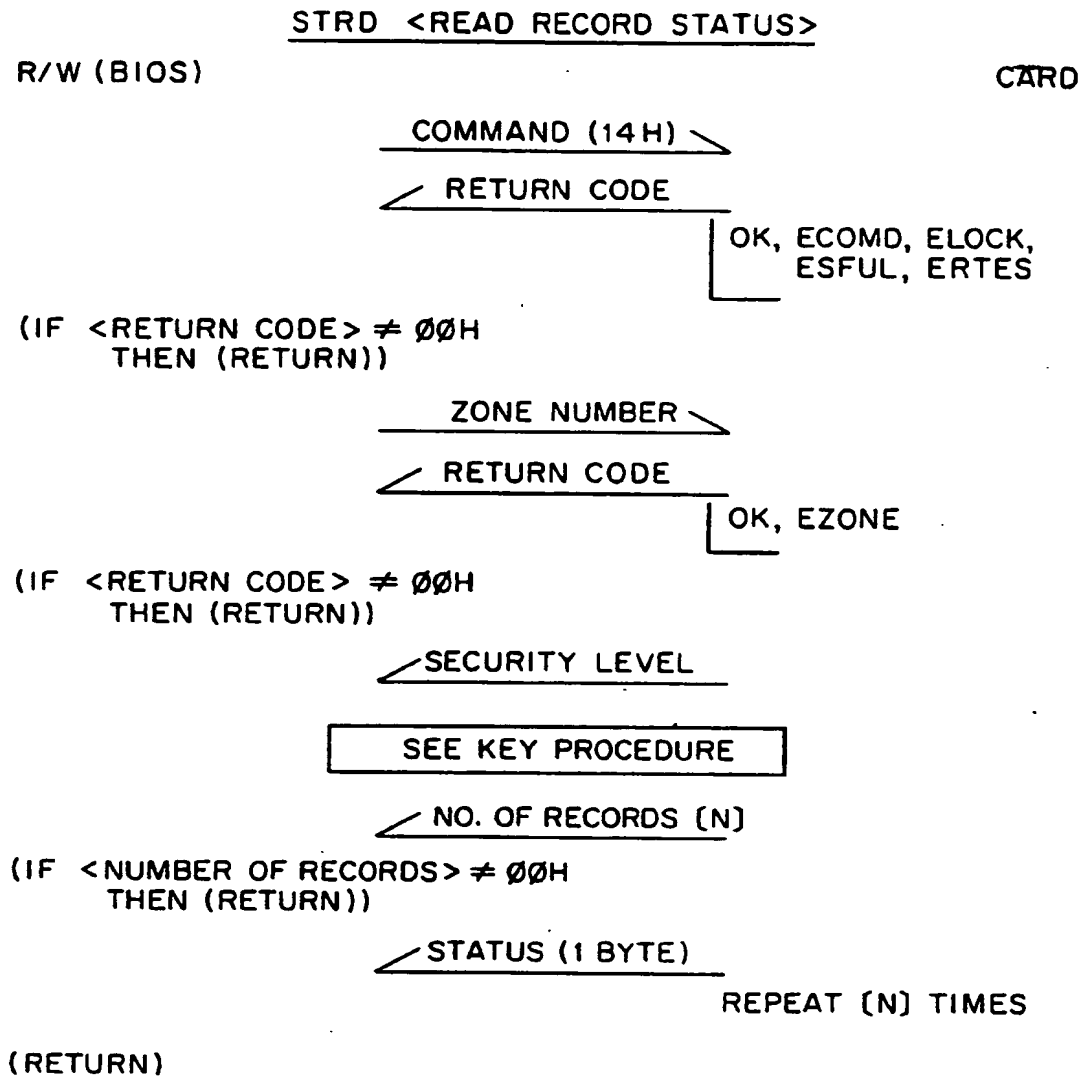 STRD <READ RECORD STATUS>
R/W (BIOS) CARD
COMMAND (14H)
RETURN CODE
OK, ECOMD, ELOCK,
ESFUL, ERTES
(IF <RETURN CODE> ≠ ØØH
THEN (RETURN))
ZONE NUMBER
RETURN CODE
OK, EZONE
(IF <RETURN CODE> ≠ ØØH
THEN (RETURN))
SECURITY LEVEL
SEE KEY PROCEDURE
NO. OF RECORDS [N]
(IF <NUMBER OF RECORDS> ≠ ØØH
THEN (RETURN))
STATUS (1 BYTE)
REPEAT [N] TIMES
(RETURN)